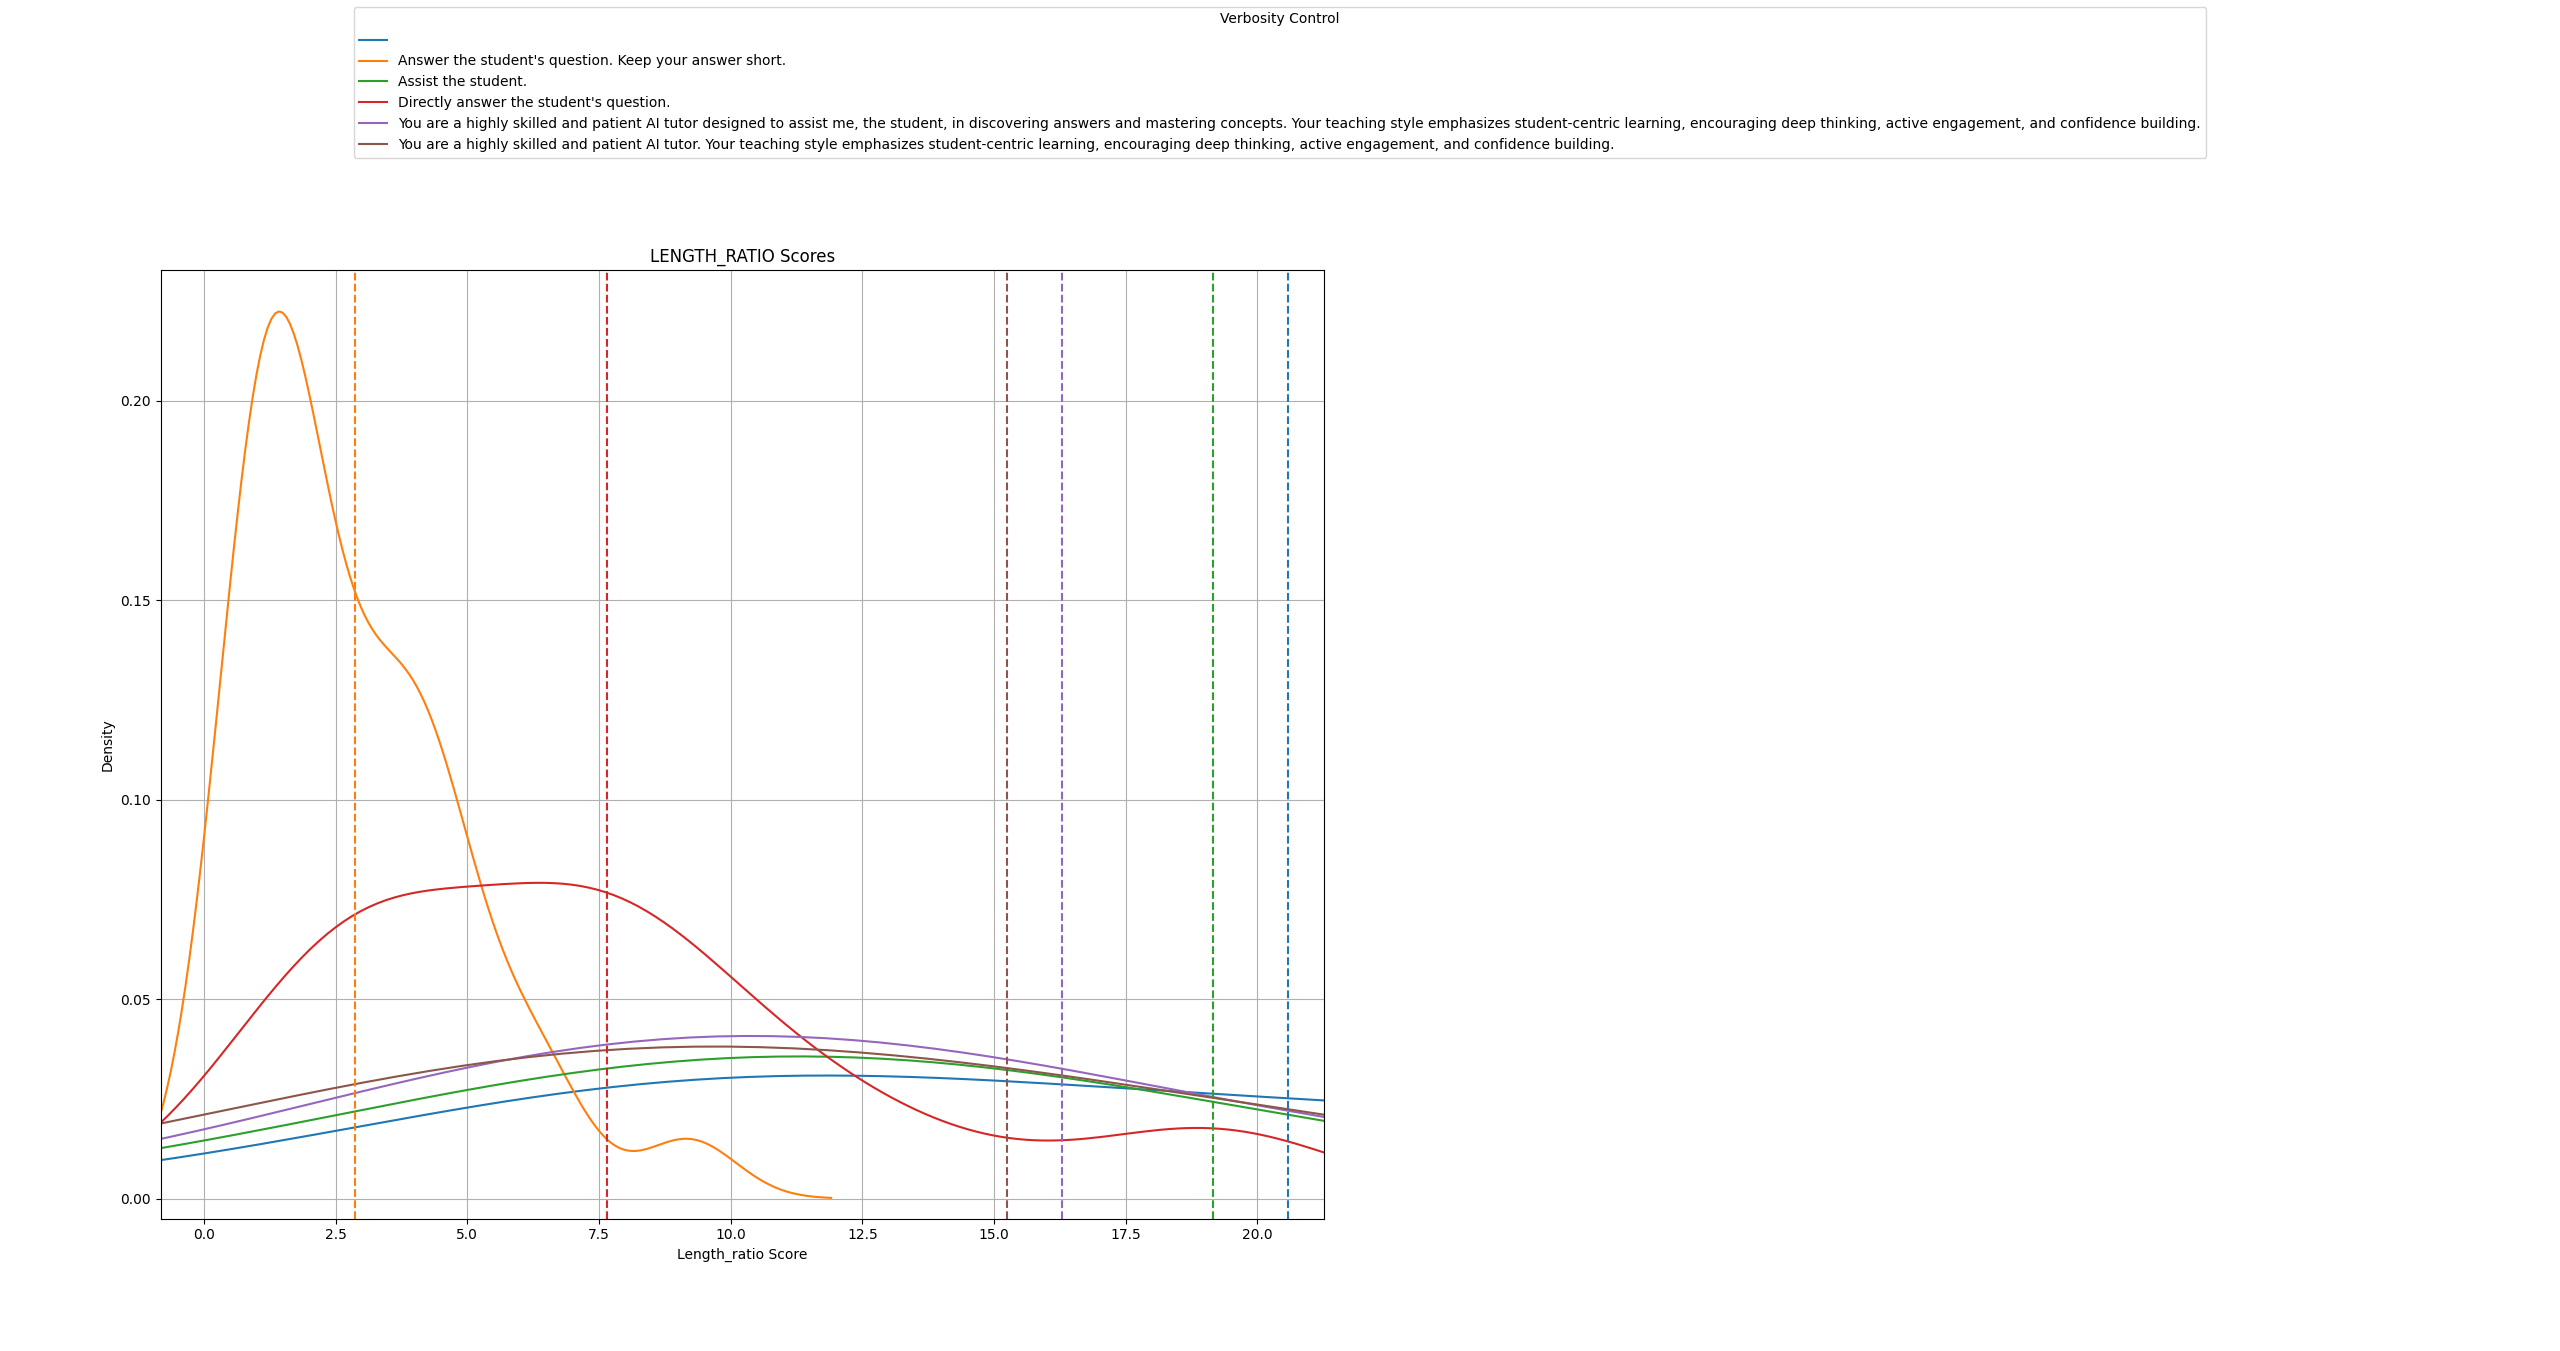 Verbosity Control
Answer the student's question. Keep your answer short.
Assist the student.
Directly answer the student's question.
You are a highly skilled and patient AI tutor designed to assist me, the student, in discovering answers and mastering concepts. Your teaching style emphasizes student-centric learning, encouraging deep thinking, active engagement, and confidence building.
You are a highly skilled and patient AI tutor. Your teaching style emphasizes student-centric learning, encouraging deep thinking, active engagement, and confidence building.
LENGTH_RATIO Scores
Density
0.20
0.15
0.10
0.05
0.00
0.0 2.5 5.0 7.5 10.0 12.5 15.0 17.5 20.0
Length_ratio Score